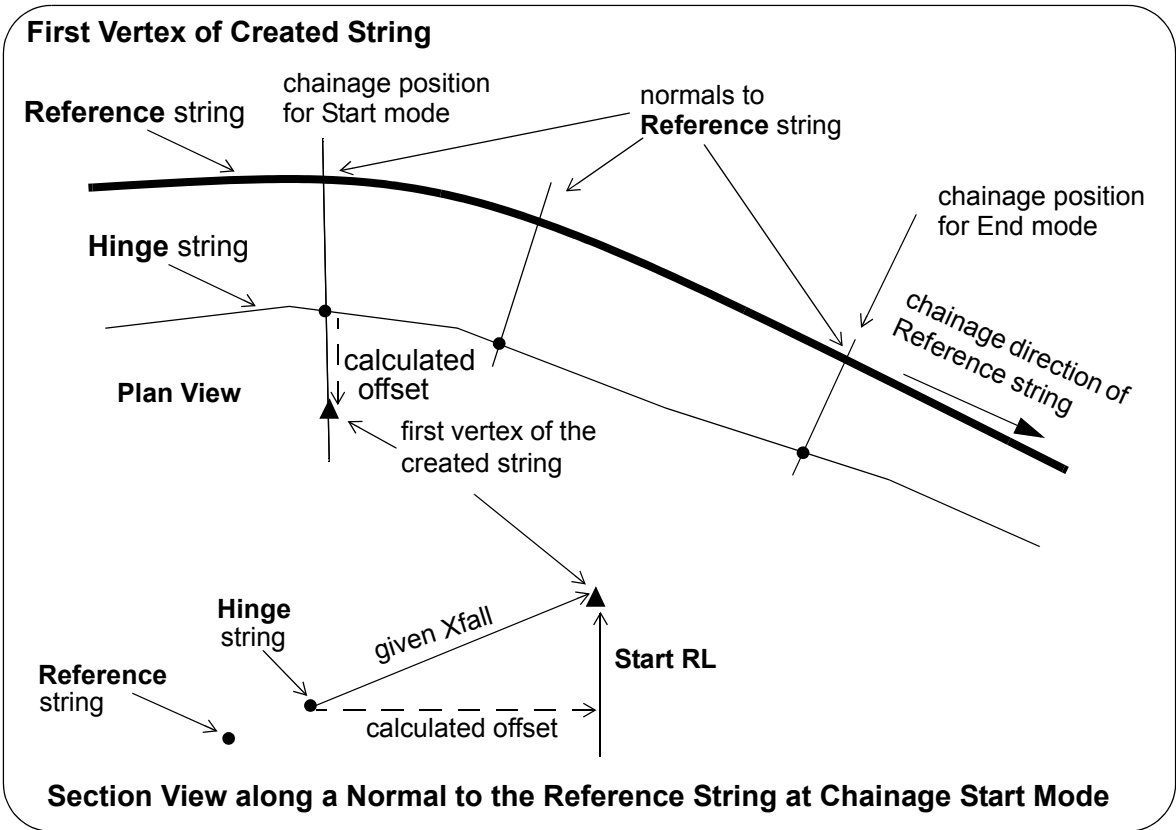 First Vertex of Created String
chainage position
for Start mode
Reference string
normals to
Reference string
chainage position
for End mode
Hinge string
chainage direction of
Reference string
calculated
offset
Plan View
first vertex of the
created string
Hinge
string
given Xfall
Start RL
Reference
string
calculated offset
Section View along a Normal to the Reference String at Chainage Start Mode